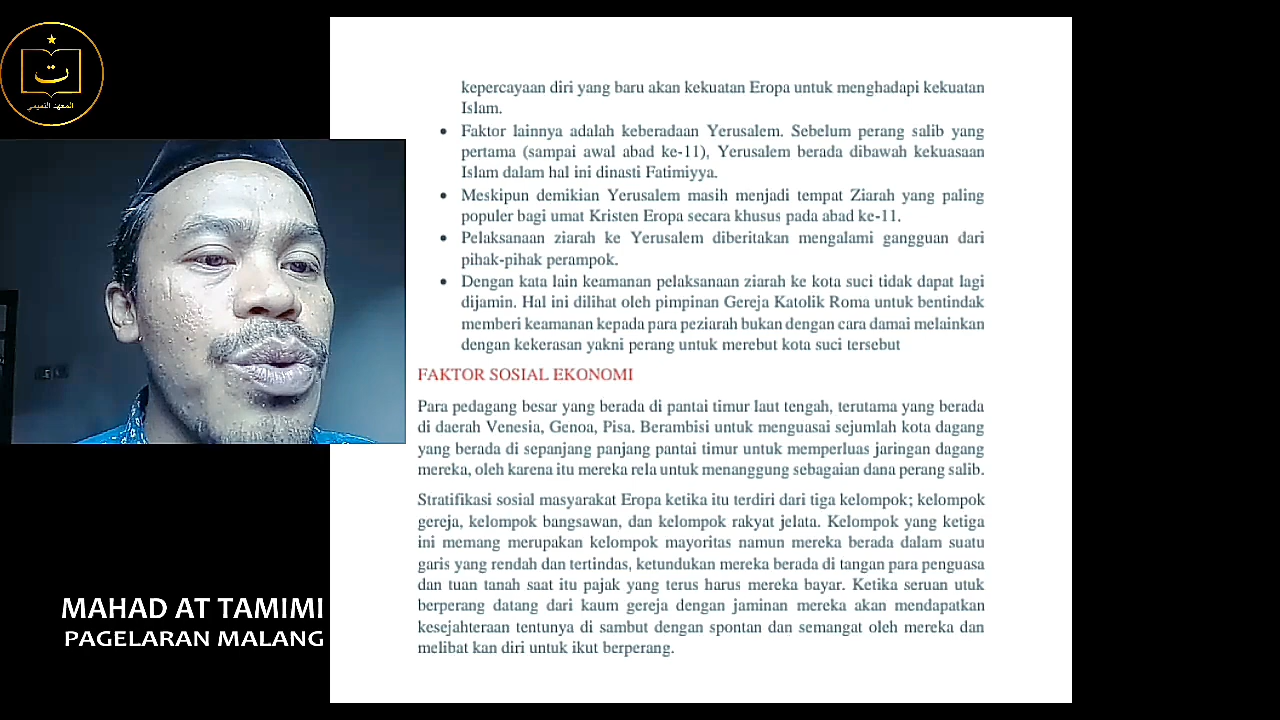 ت
المعهد التميمي
kepercayaan diri yang baru akan kekuatan Eropa untuk menghadapi kekuatan
Islam.
• Faktor lainnya adalah keberadaan Yerusalem. Sebelum perang salib yang
pertama (sampai awal abad ke-11), Yerusalem berada dibawah kekuasaan
Islam dalam hal ini dinasti Fatimiyya.
• Meskipun demikian Yerusalem masih menjadi tempat Ziarah yang paling
populer bagi umat Kristen Eropa secara khusus pada abad ke-11.
• Pelaksanaan ziarah ke Yerusalem diberitakan mengalami gangguan dari
pihak-pihak perampok.
• Dengan kata lain keamanan pelaksanaan ziarah ke kota suci tidak dapat lagi
dijamin. Hal ini dilihat oleh pimpinan Gereja Katolik Roma untuk bentindak
memberi keamanan kepada para peziarah bukan dengan cara damai melainkan
dengan kekerasan yakni perang untuk merebut kota suci tersebut
FAKTOR SOSIAL EKONOMI
Para pedagang besar yang berada di pantai timur laut tengah, terutama yang berada
di daerah Venesia, Genoa, Pisa. Berambisi untuk menguasai sejumlah kota dagang
yang berada di sepanjang panjang pantai timur untuk memperluas jaringan dagang
mereka, oleh karena itu mereka rela untuk menanggung sebagaian dana perang salib.
Stratifikasi sosial masyarakat Eropa ketika itu terdiri dari tiga kelompok; kelompok
gereja, kelompok bangsawan, dan kelompok rakyat jelata. Kelompok yang ketiga
ini memang merupakan kelompok mayoritas namun mereka berada dalam suatu
garis yang rendah dan tertindas, ketundukan mereka berada di tangan para penguasa
dan tuan tanah saat itu pajak yang terus harus mereka bayar. Ketika seruan utuk
berperang datang dari kaum gereja dengan jaminan mereka akan mendapatkan
kesejahteraan tentunya di sambut dengan spontan dan semangat oleh mereka dan
melibat kan diri untuk ikut berperang.
MAHAD AT TAMIMI
PAGELARAN MALANG